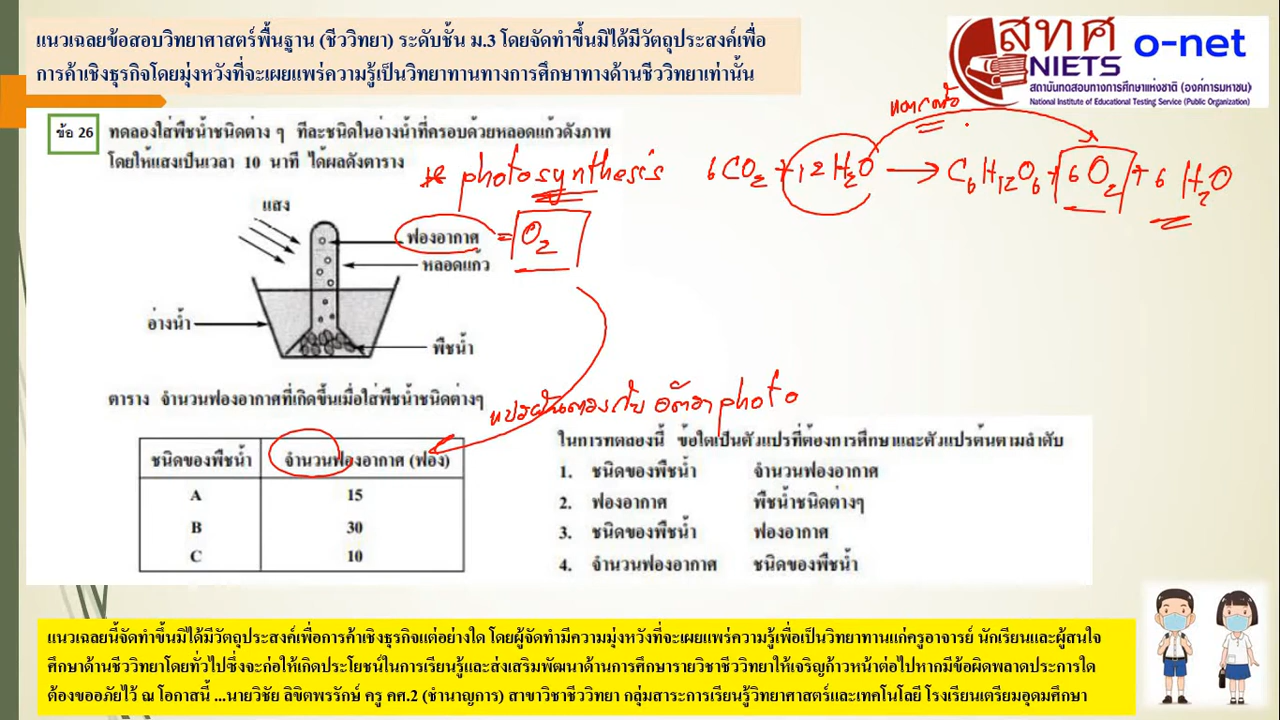 แนวเฉลยข้อสอบวิทยาศาสตร์พื้นฐาน (ชีววิทยา) ระดับชั้น ม.3 โดยจัดทำขึ้นมิได้มีวัตถุประสงค์เพื่อ
การค้าเชิงธุรกิจโดยมุ่งหวังที่จะเผยแพร่ความรู้เป็นวิทยาทานทางการศึกษาทางด้านชีววิทยาเท่านั้น
สทศ
NIETS
o-net
สถาบันทดสอบทางการศึกษาแห่งชาติ (องค์การมหาชน)
National Institute of Educational Testing Service (Public Organization)
ข้อ 26
ทดลองใส่พืชน้ำชนิดต่าง ๆ ทีละชนิดในอ่างน้ำที่ครอบด้วยหลอดแก้วดังภาพ
โดยให้แสงเป็นเวลา 10 นาที ได้ผลดังตาราง
photosynthesis
6CO2 + 12H2O → C6H12O6 + 6O2 + 6H2O
แสง
ฟองอากาศ
= O2
หลอดแก้ว
อ่างน้ำ
พืชน้ำ
ตาราง จำนวนฟองอากาศที่เกิดขึ้นเมื่อใส่พืชน้ำชนิดต่างๆ
อัตรา photo
ชนิดของพืชน้ำ จำนวนฟองอากาศ (ฟอง)
A 15
B 30
C 10
ในการทดลองนี้ ข้อใดเป็นตัวแปรที่ต้องการศึกษาและตัวแปรต้นตามลำดับ
1. ชนิดของพืชน้ำ จำนวนฟองอากาศ
2. ฟองอากาศ พืชน้ำชนิดต่างๆ
3. ชนิดของพืชน้ำ ฟองอากาศ
4. จำนวนฟองอากาศ ชนิดของพืชน้ำ
แนวเฉลยนี้จัดทำขึ้นมิได้มีวัตถุประสงค์เพื่อการค้าเชิงธุรกิจแต่อย่างใด โดยผู้จัดทำมีความมุ่งหวังที่จะเผยแพร่ความรู้เพื่อเป็นวิทยาทานแก่ครูอาจารย์ นักเรียนและผู้สนใจ
ศึกษาด้านชีววิทยาโดยทั่วไปซึ่งจะก่อให้เกิดประโยชน์ในการเรียนรู้และส่งเสริมพัฒนาด้านการศึกษารายวิชาชีววิทยาให้เจริญก้าวหน้าต่อไปหากมีข้อผิดพลาดประการใด
ต้องขออภัยไว้ ณ โอกาสนี้ ...นายวิชัย ลิขิตพรรักษ์ ครู คศ.2 (ชำนาญการ) สาขาวิชาชีววิทยา กลุ่มสาระการเรียนรู้วิทยาศาสตร์และเทคโนโลยี โรงเรียนเตรียมอุดมศึกษา